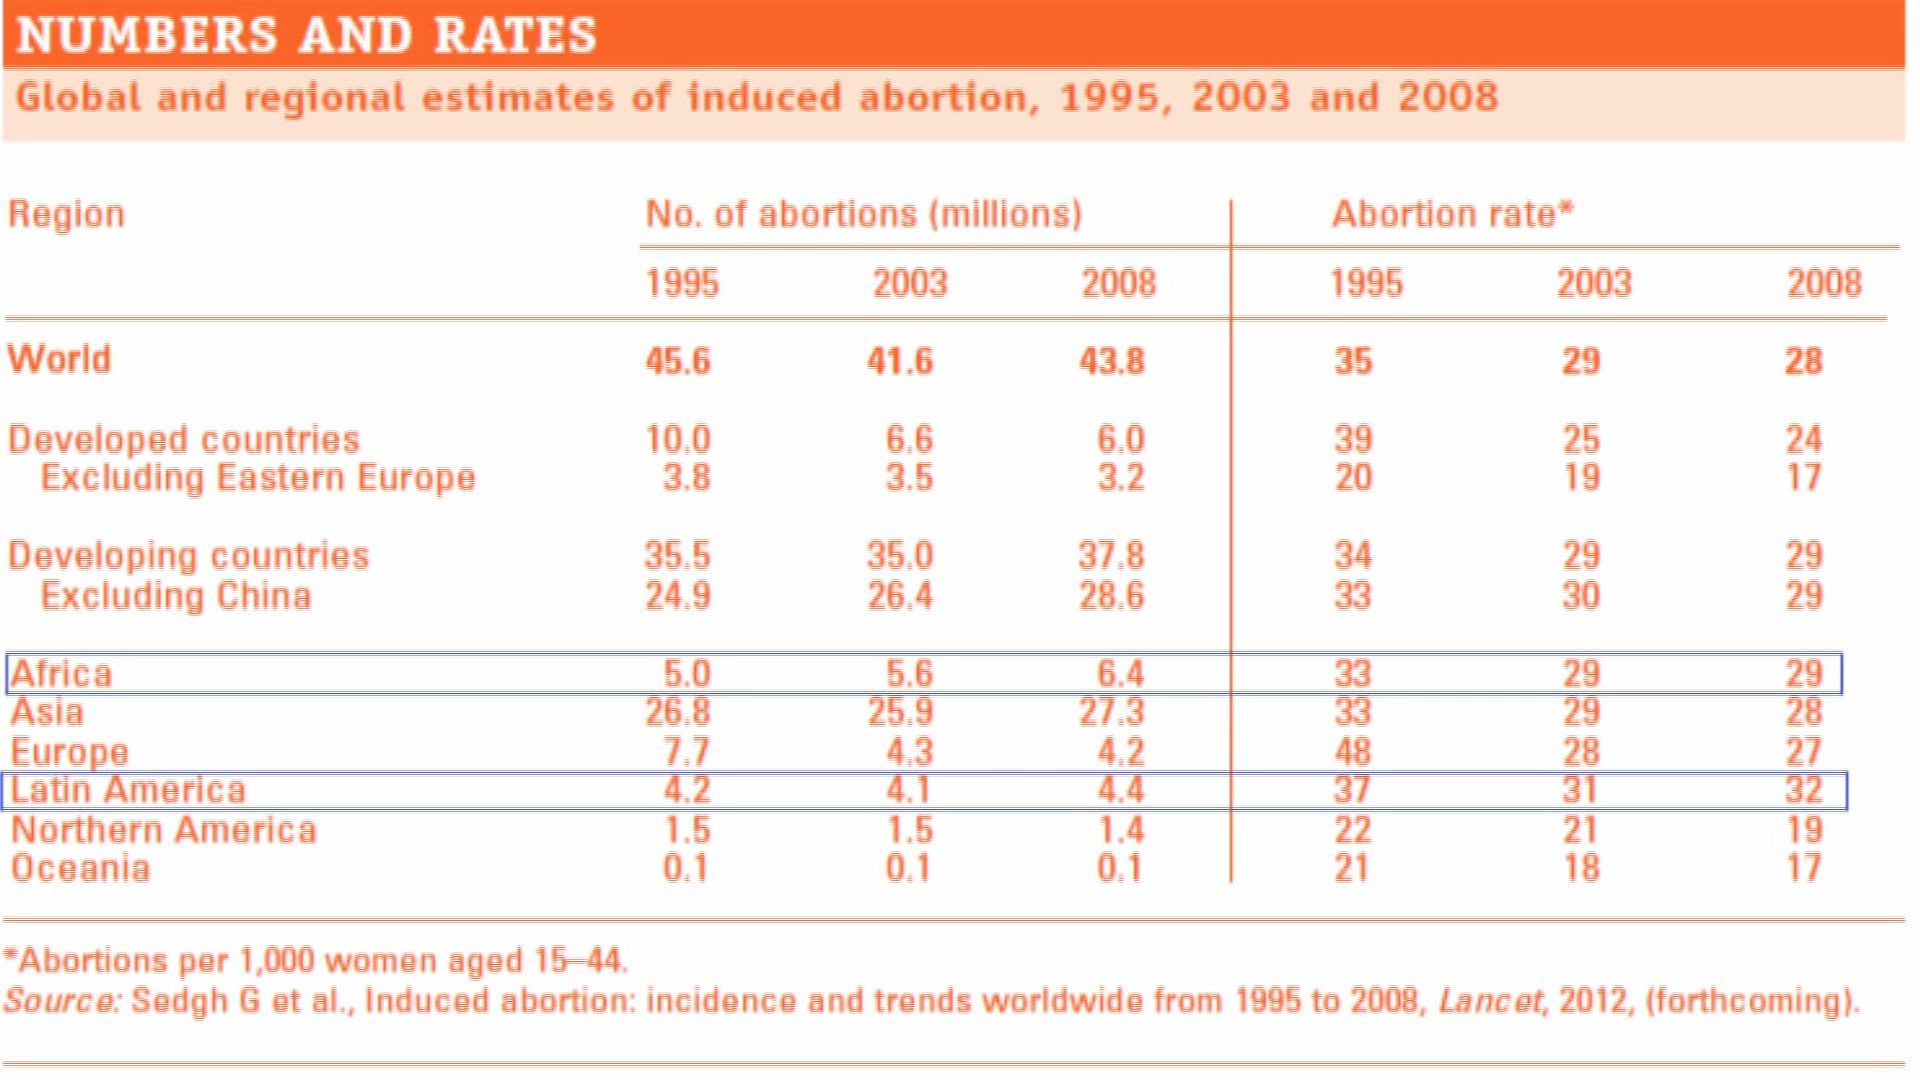 NUMBERS AND RATES
Global and regional estimates of induced abortion, 1995, 2003 and 2008
Region No. of abortions (millions) Abortion rate*
1995 2003 2008 1995 2003 2008
World 45.6 41.6 43.8 35 29 28
Developed countries 10.0 6.6 6.0 39 25 24
Excluding Eastern Europe 3.8 3.5 3.2 20 19 17
Developing countries 35.5 35.0 37.8 34 29 29
Excluding China 24.9 26.4 28.6 33 30 29
Africa 5.0 5.6 6.4 33 29 29
Asia 26.8 25.9 27.3 33 29 28
Europe 7.7 4.3 4.2 48 28 27
Latin America 4.2 4.1 4.4 37 31 32
Northern America 1.5 1.5 1.4 22 21 19
Oceania 0.1 0.1 0.1 21 18 17
*Abortions per 1,000 women aged 15–44.
Source: Sedgh G et al., Induced abortion: incidence and trends worldwide from 1995 to 2008, Lancet, 2012, (forthcoming).